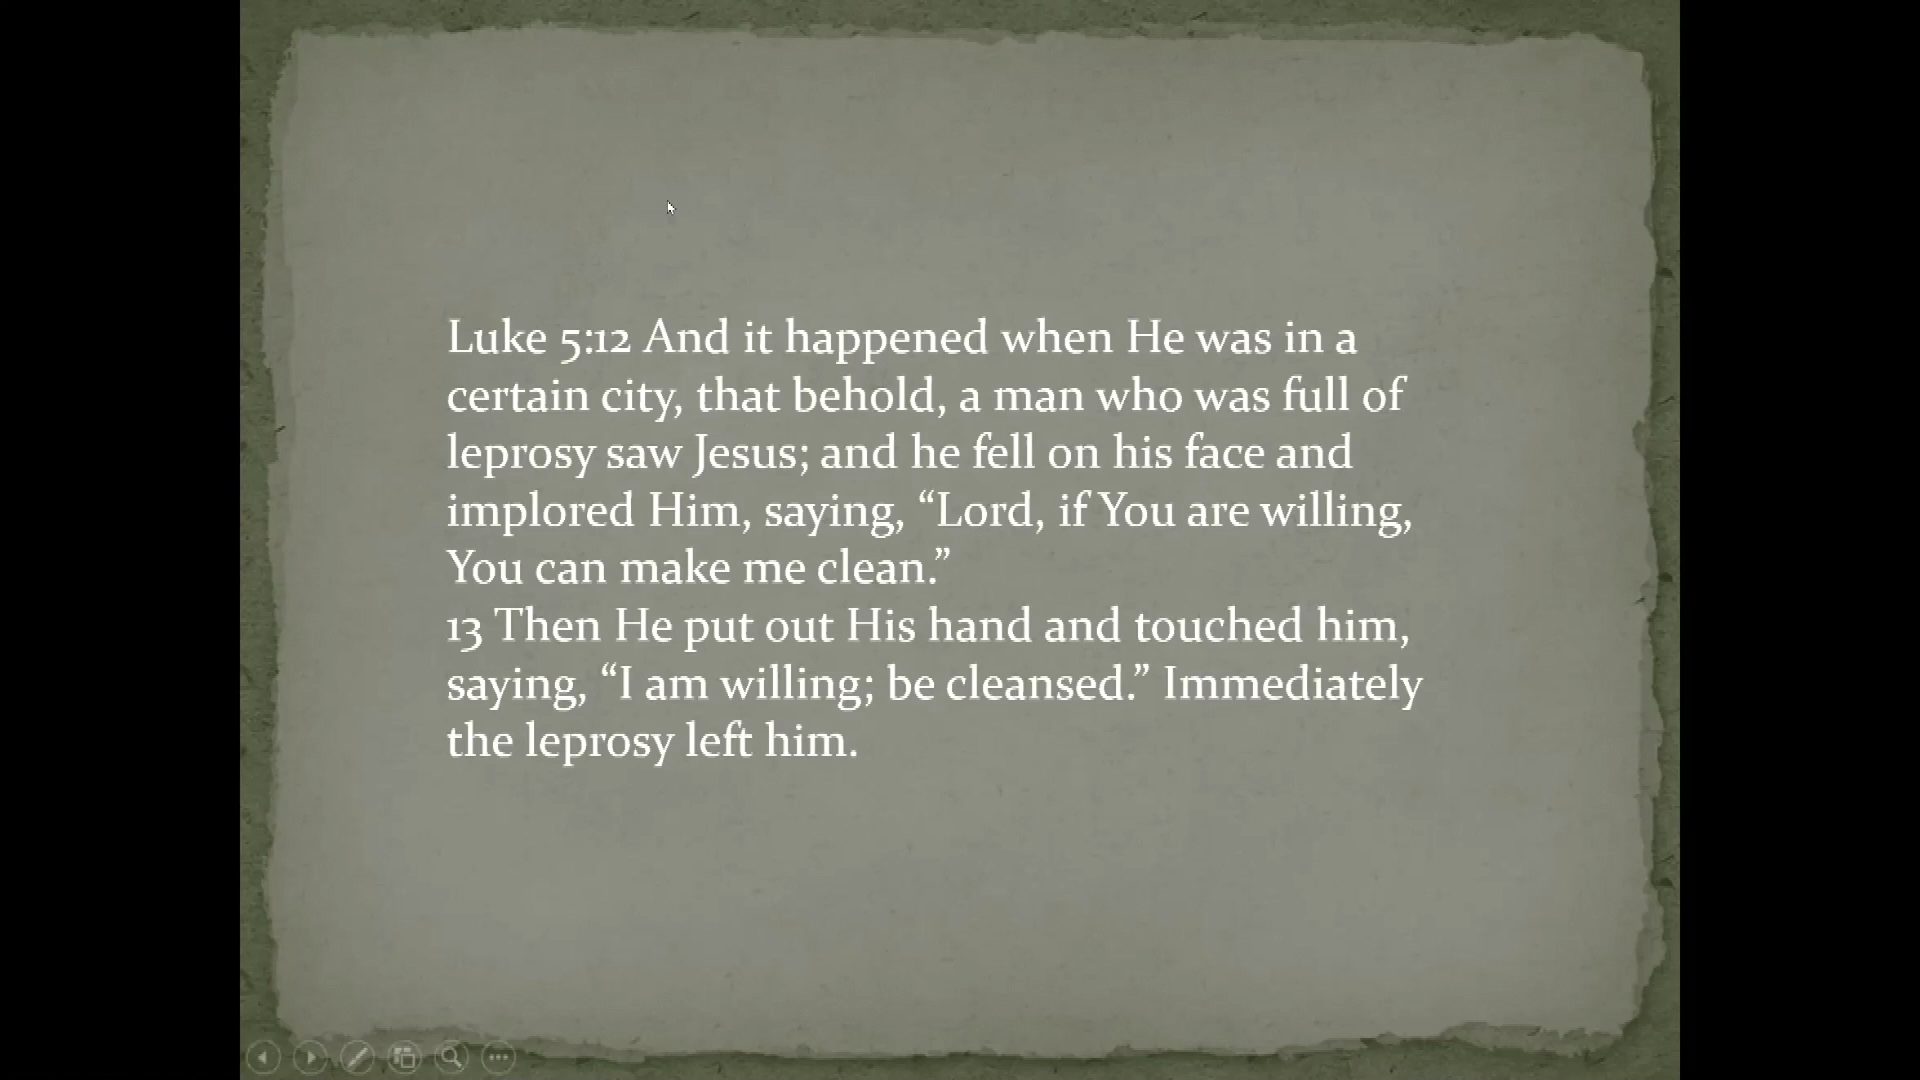 Luke 5:12 And it happened when He was in a
certain city, that behold, a man who was full of
leprosy saw Jesus; and he fell on his face and
implored Him, saying, “Lord, if You are willing,
You can make me clean.”
13 Then He put out His hand and touched him,
saying, “I am willing; be cleansed.” Immediately
the leprosy left him.